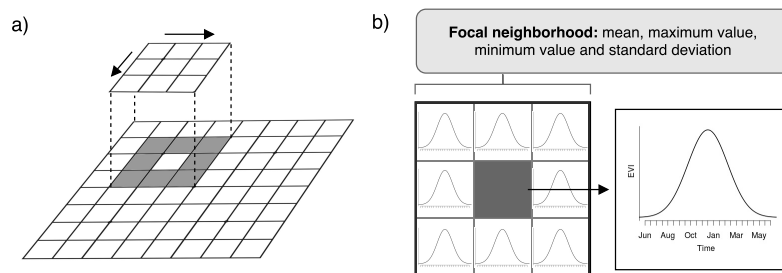 a)
b)
Focal neighborhood: mean, maximum value,
minimum value and standard deviation
EVI
Jun Aug Oct Jan Mar May
Time